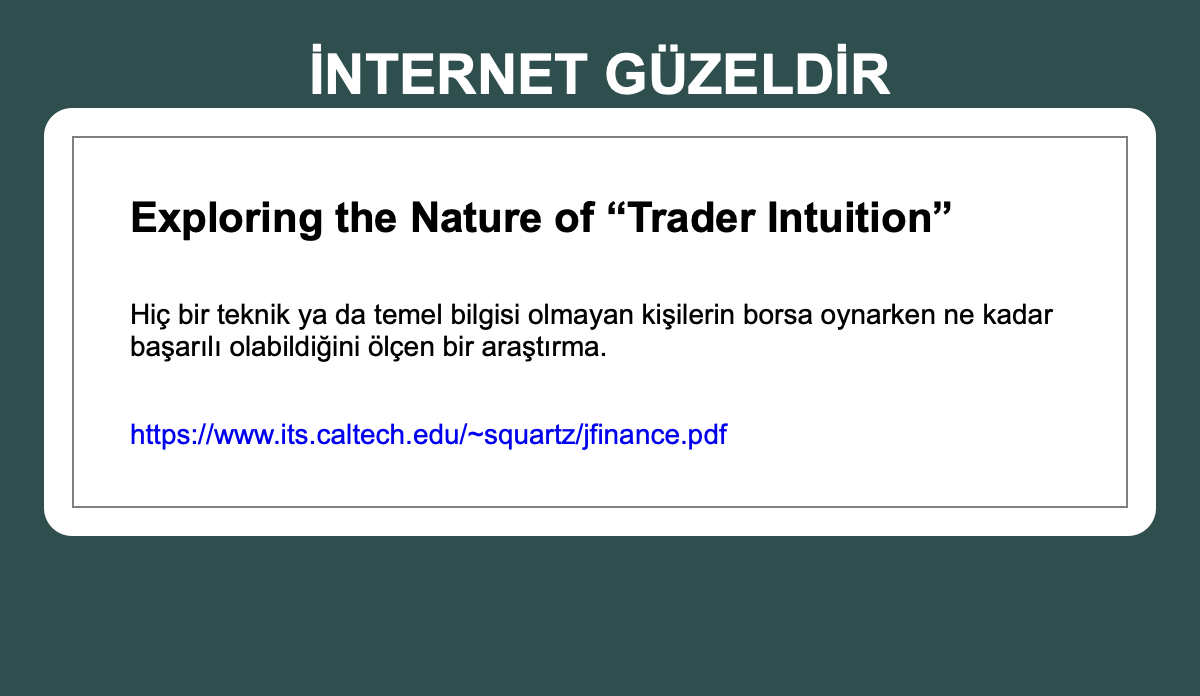 İNTERNET GÜZELDİR
Exploring the Nature of “Trader Intuition”
Hiç bir teknik ya da temel bilgisi olmayan kişilerin borsa oynarken ne kadar
başarılı olabildiğini ölçen bir araştırma.
https://www.its.caltech.edu/~squartz/jfinance.pdf